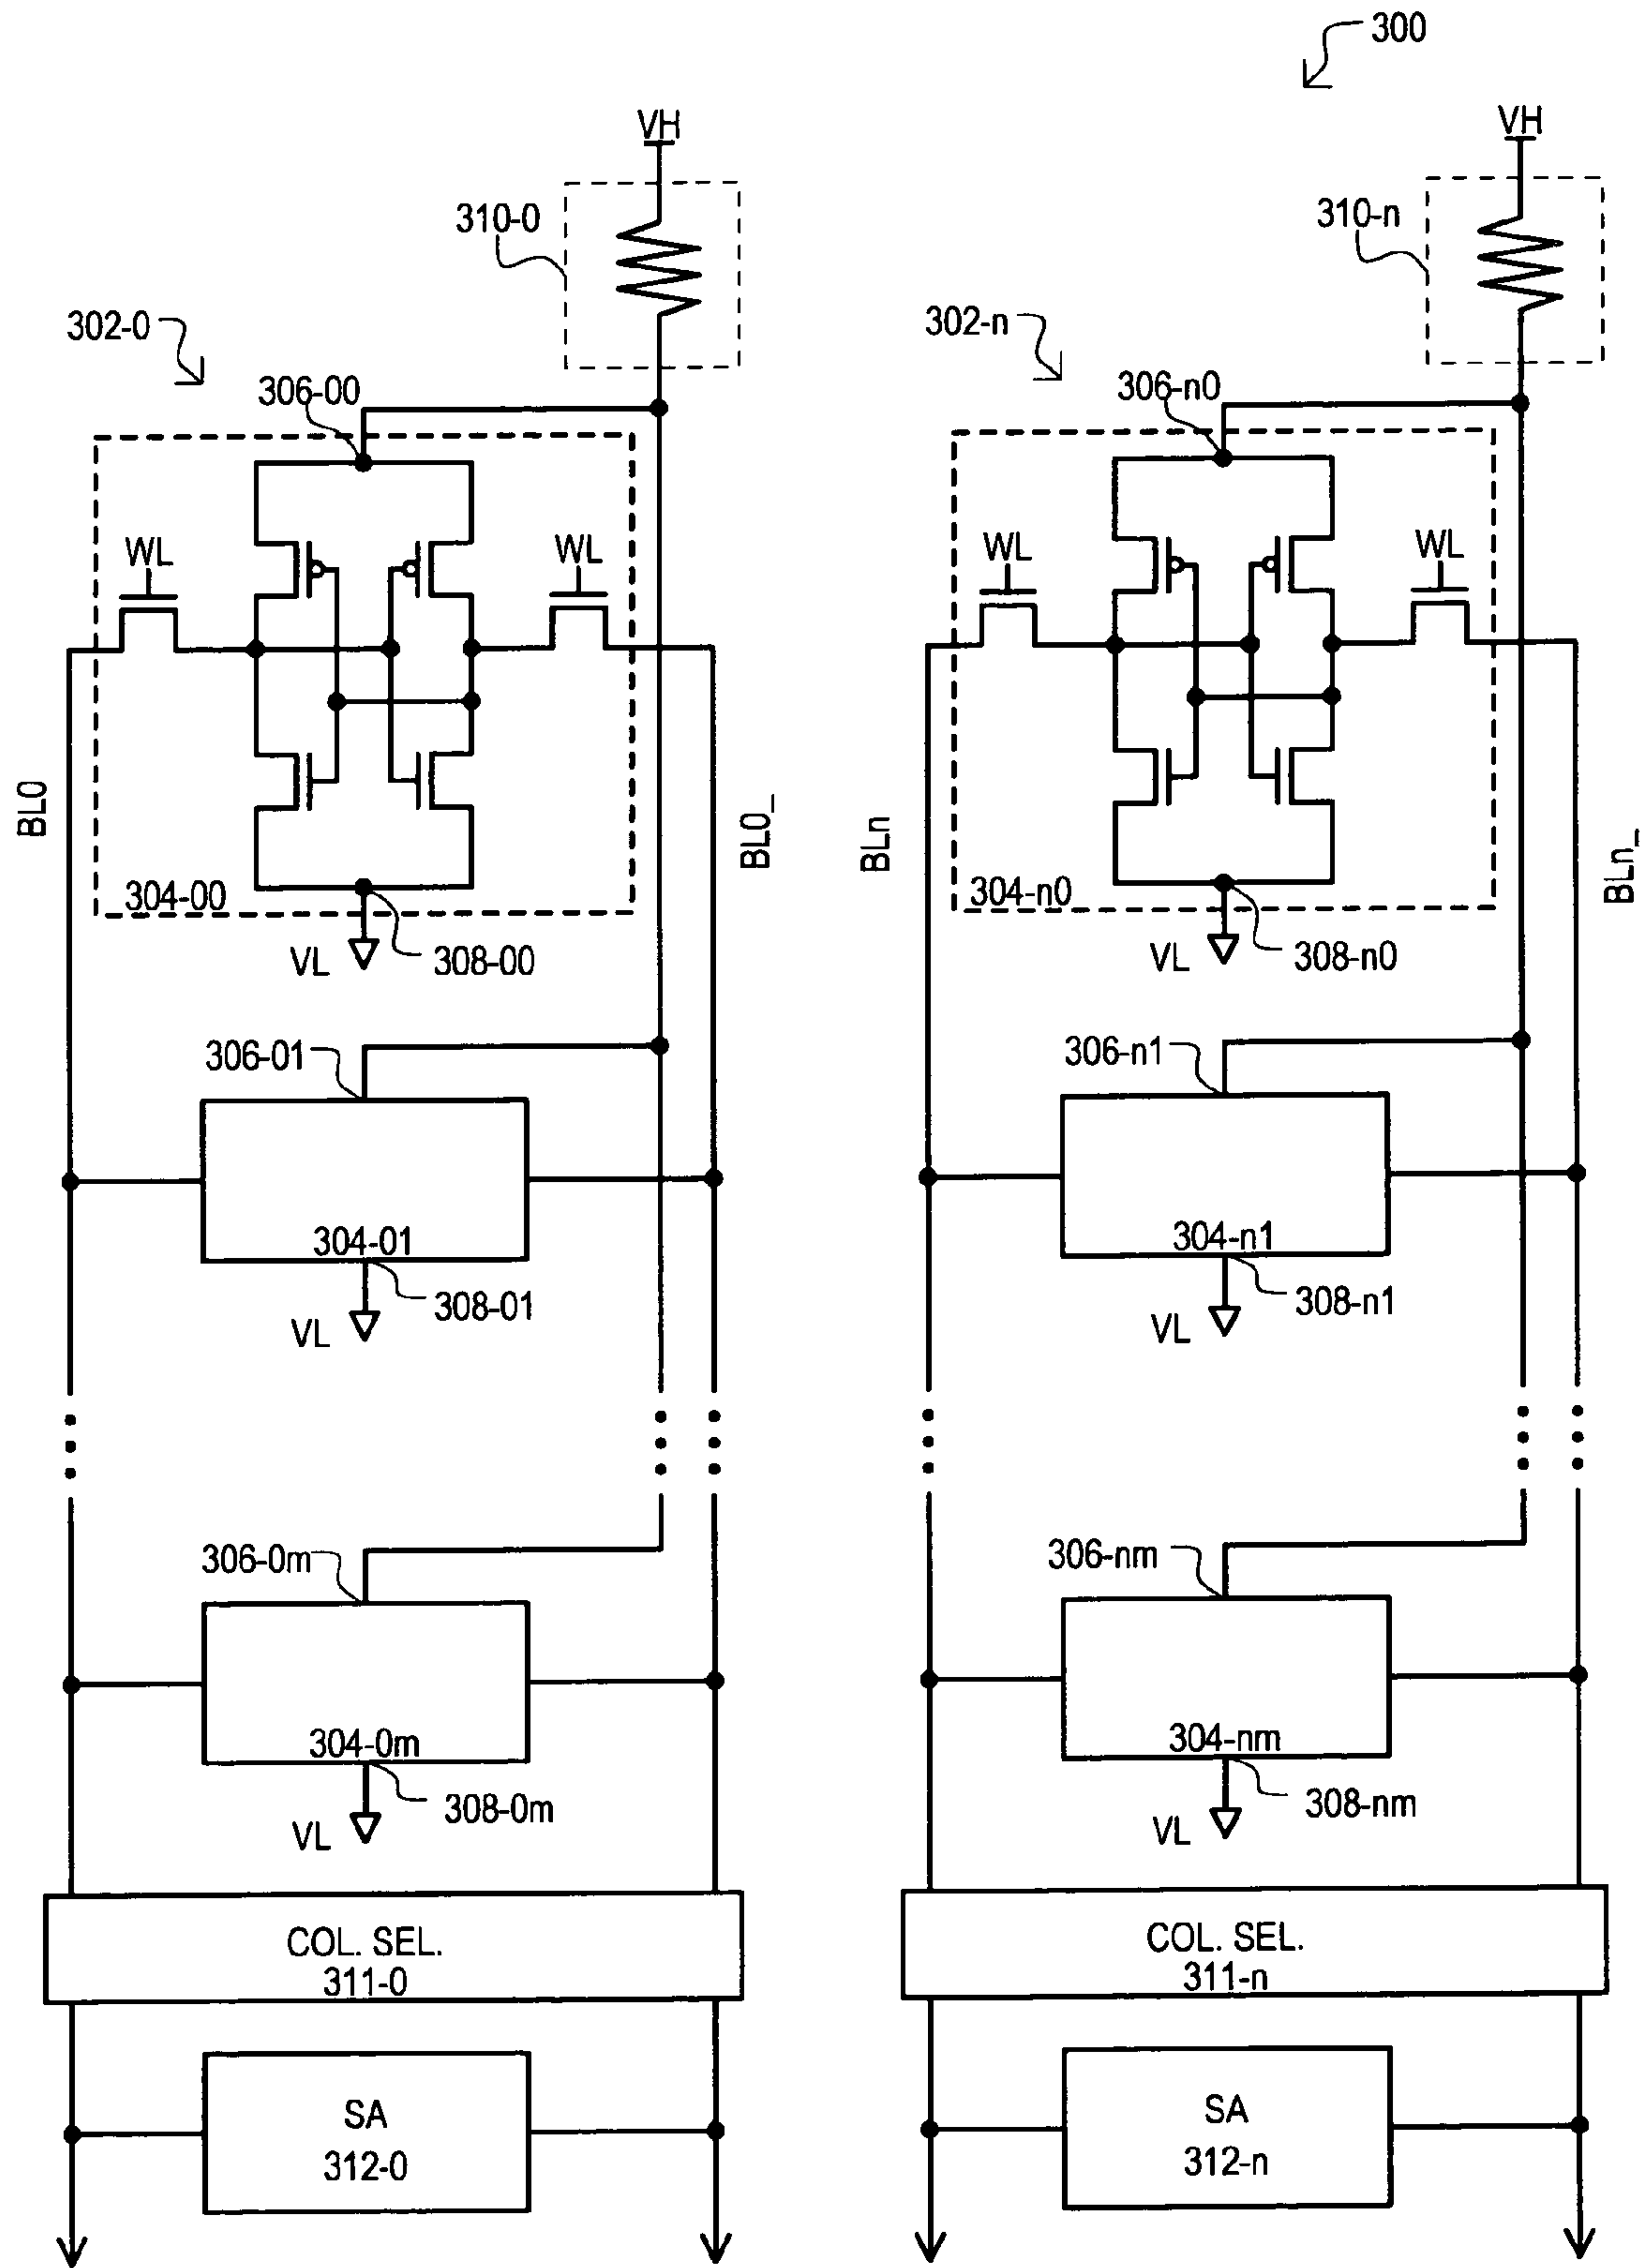 300
VH
VH
310-0
310-n
302-0
302-n
306-00
306-n0
WL
WL
WL
WL
BL0
BL0_
BLn
BLn_
304-00
304-n0
VL
308-00
VL
308-n0
306-01
306-n1
304-01
304-n1
308-01
308-n1
VL
VL
306-0m
306-nm
304-0m
304-nm
308-0m
308-nm
VL
VL
COL. SEL.
311-0
COL. SEL.
311-n
SA
312-0
SA
312-n